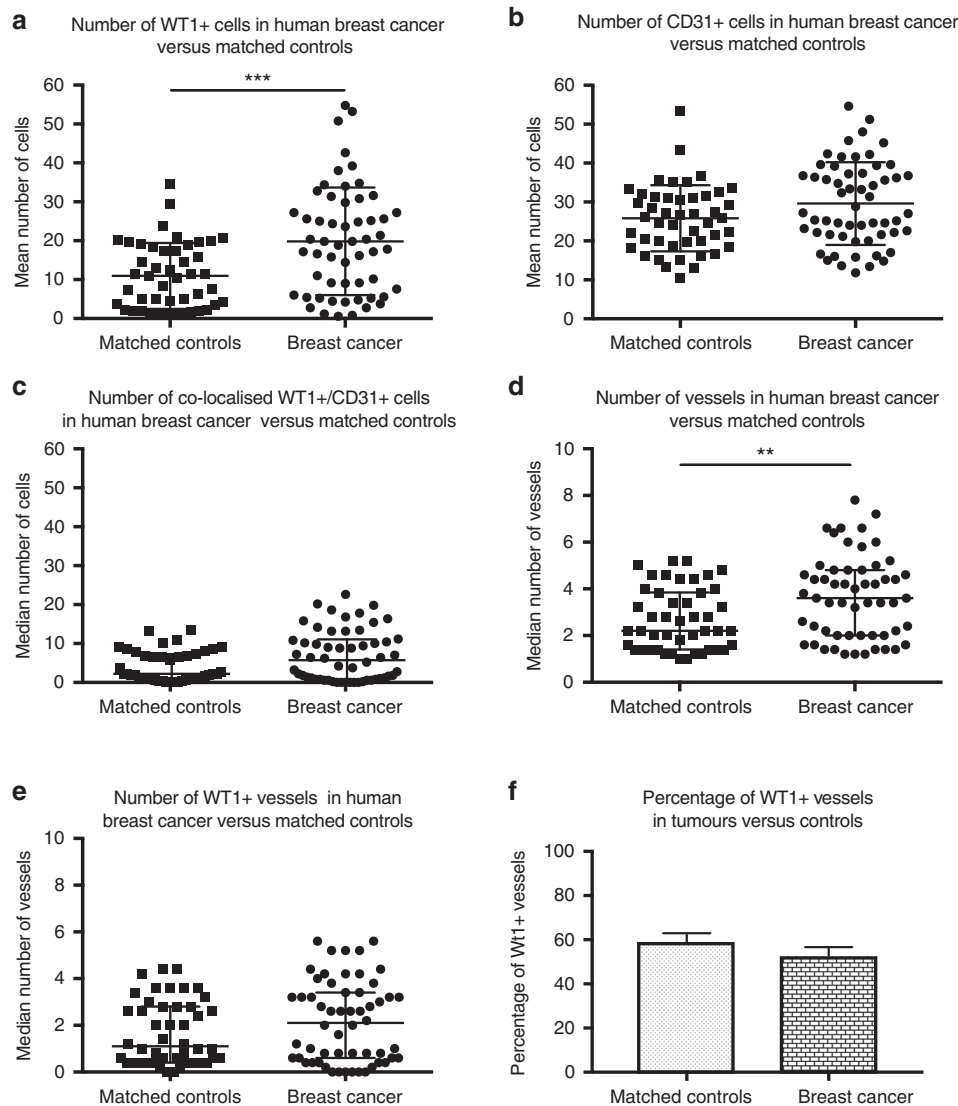 a
Number of WT1+ cells in human breast cancer
versus matched controls
***
Mean number of cells
60
50
40
30
20
10
0
Matched controls
Breast cancer
b
Number of CD31+ cells in human breast cancer
versus matched controls
Mean number of cells
60
50
40
30
20
10
0
Matched controls
Breast cancer
c
Number of co-localised WT1+/CD31+ cells
in human breast cancer versus matched controls
Median number of cells
60
50
40
30
20
10
0
Matched controls
Breast cancer
d
Number of vessels in human breast cancer
versus matched controls
**
Median number of vessels
10
8
6
4
2
0
Matched controls
Breast cancer
e
Number of WT1+ vessels in human
breast cancer versus matched controls
Median number of vessels
10
8
6
4
2
0
Matched controls
Breast cancer
f
Percentage of WT1+ vessels
in tumours versus controls
Percentage of Wt1+ vessels
100
80
60
40
20
0
Matched controls
Breast cancer